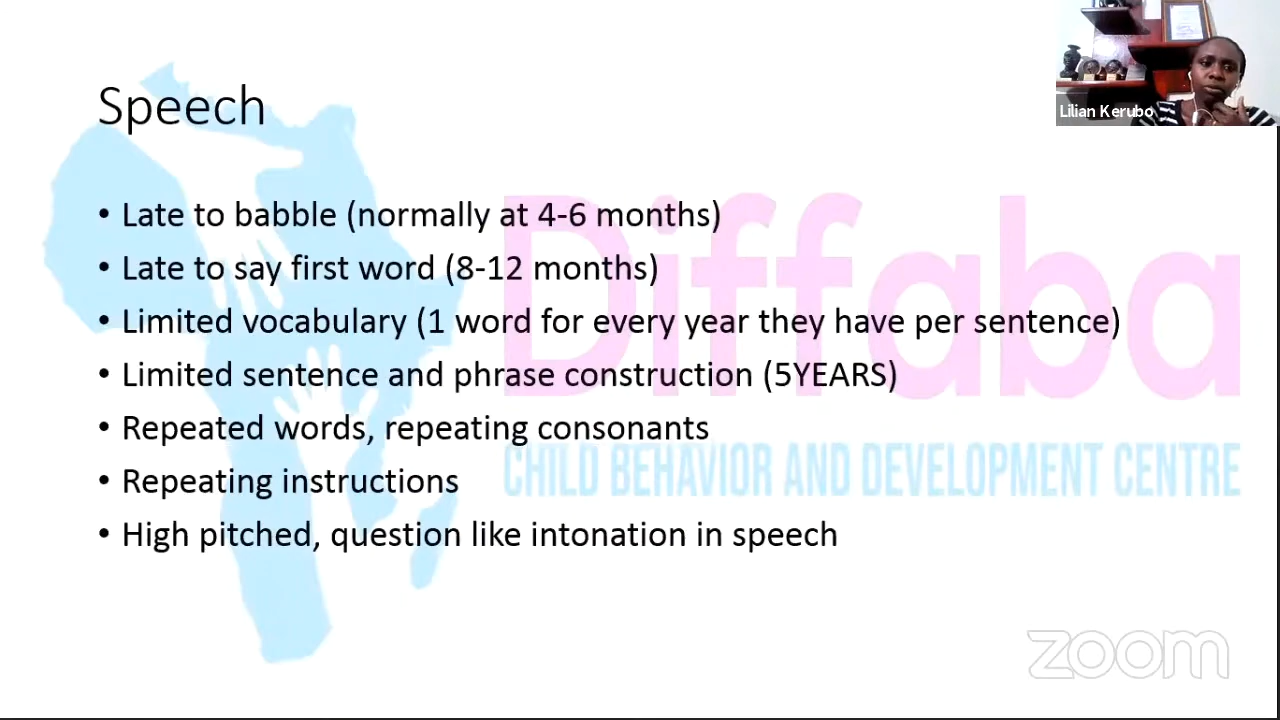 Lilian Kerubo
Speech
• Late to babble (normally at 4-6 months)
• Late to say first word (8-12 months)
• Limited vocabulary (1 word for every year they have per sentence)
• Limited sentence and phrase construction (5YEARS)
• Repeated words, repeating consonants
• Repeating instructions
• High pitched, question like intonation in speech
Diffaba
CHILD BEHAVIOR AND DEVELOPMENT CENTRE
zoom